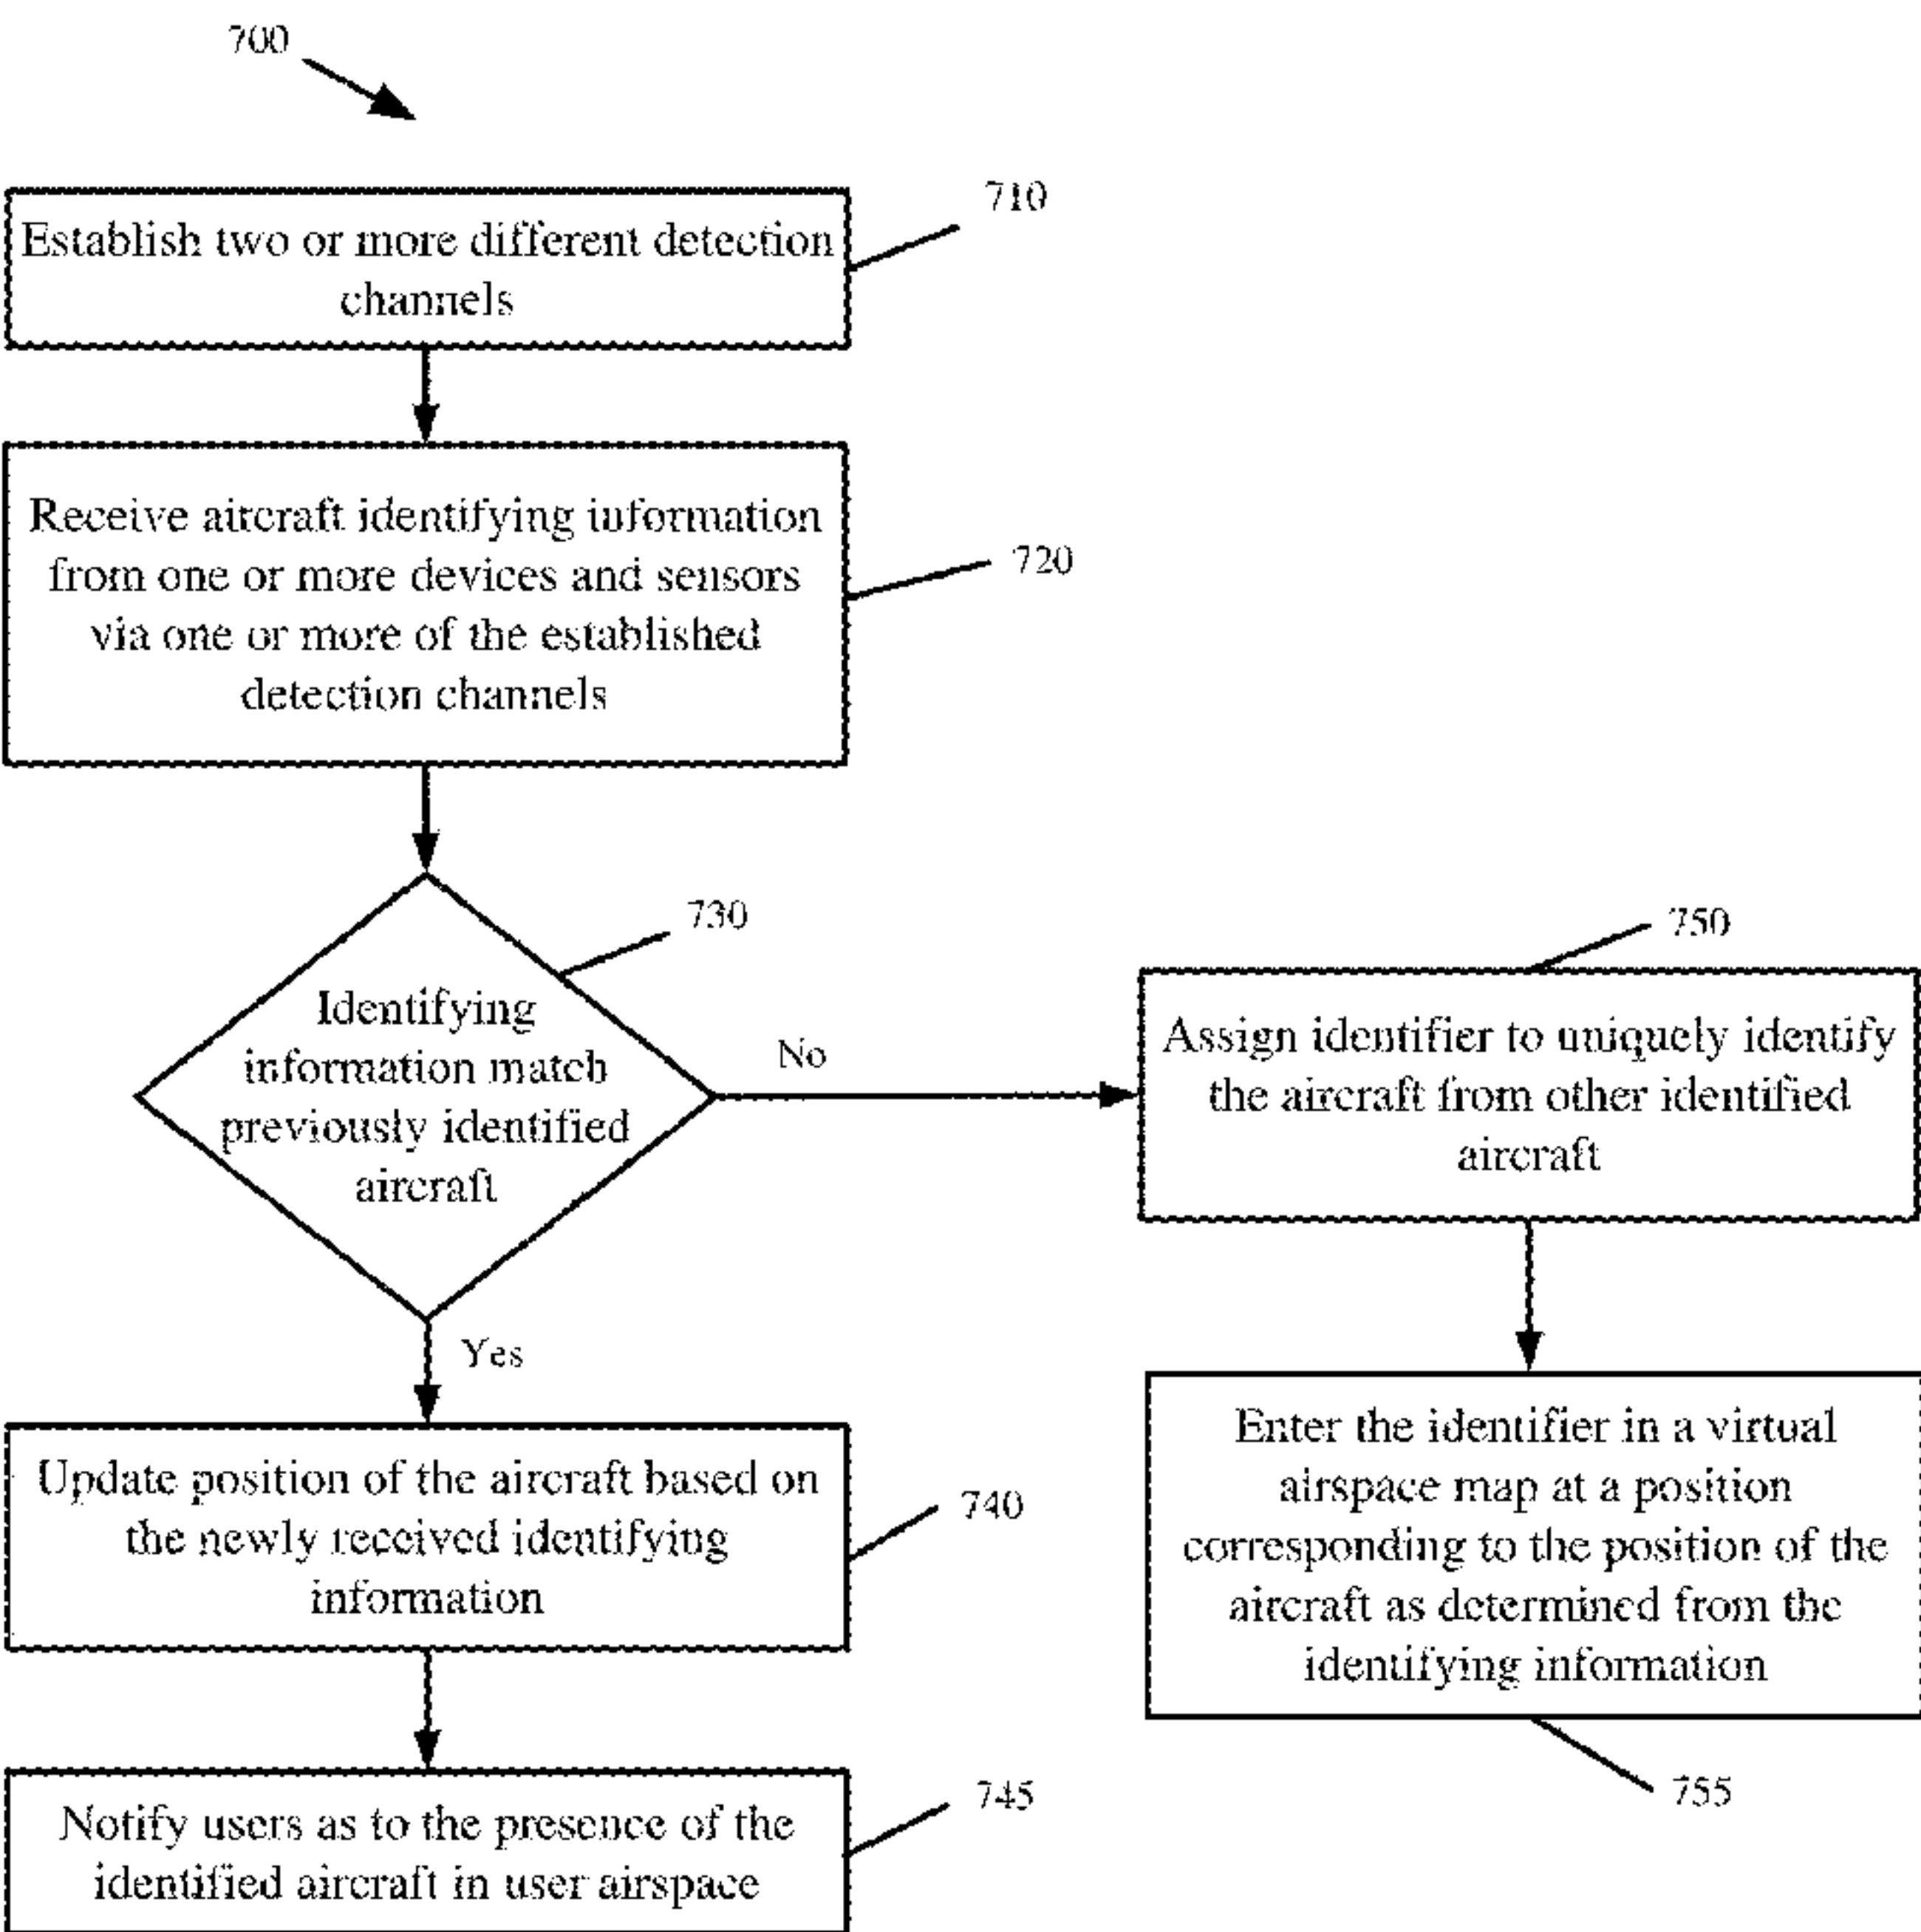 700
710
Establish two or more different detection
channels
Receive aircraft identifying information
from one or more devices and sensors
via one or more of the established
detection channels
720
730
Identifying
information match
previously identified
aircraft
No
Yes
750
Assign identifier to uniquely identify
the aircraft from other identified
aircraft
Update position of the aircraft based on
the newly received identifying
information
740
Enter the identifier in a virtual
airspace map at a position
corresponding to the position of the
aircraft as determined from the
identifying information
755
Notify users as to the presence of the
identified aircraft in user airspace
745